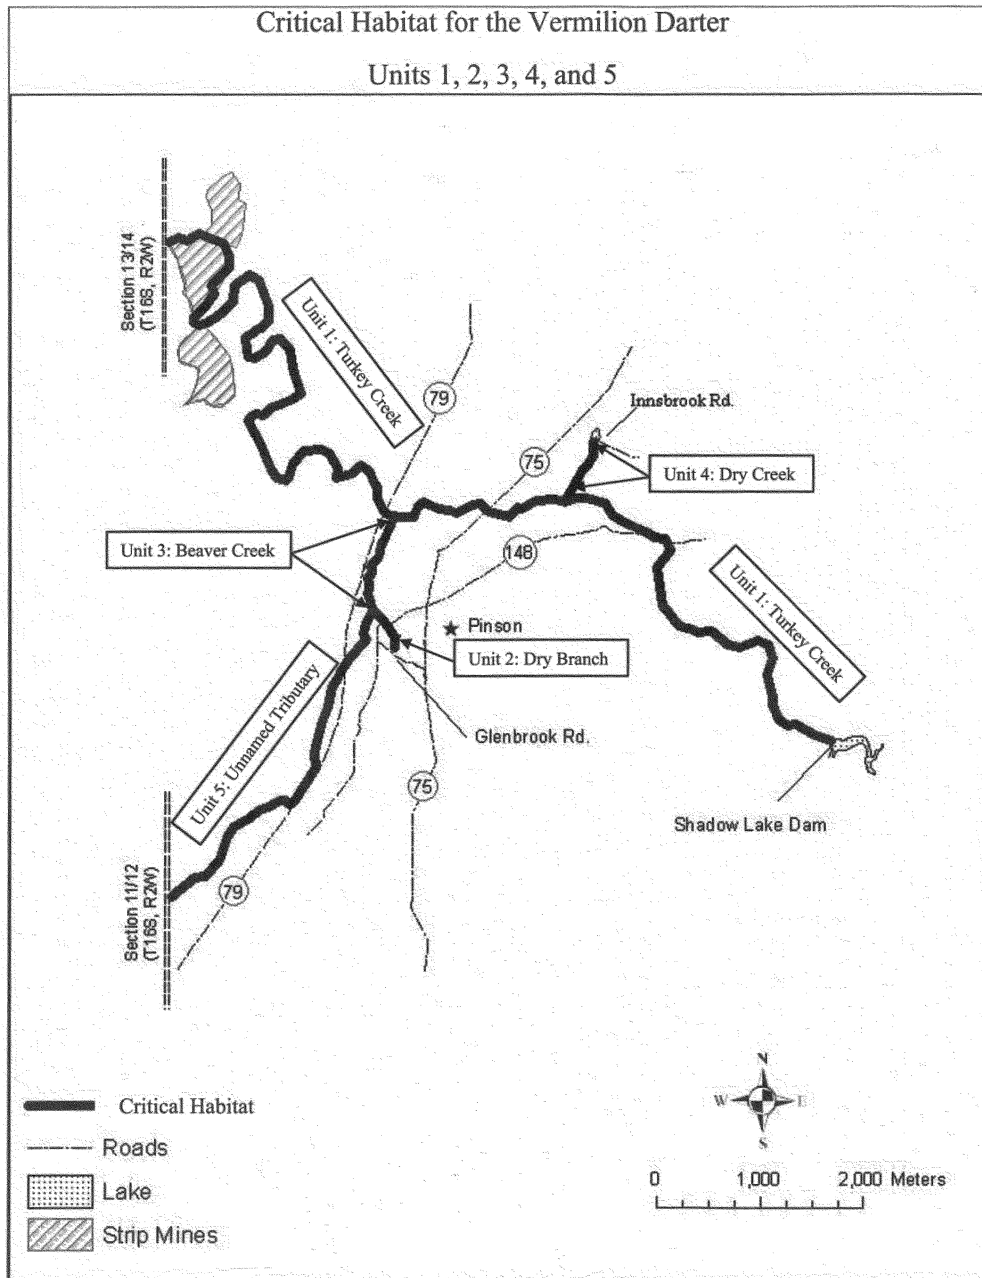 Critical Habitat for the Vermilion Darter
Units 1, 2, 3, 4, and 5
Section 13/14
(T16S, R2W)
Unit 1: Turkey Creek
79
Innsbrook Rd.
75
Unit 4: Dry Creek
Unit 3: Beaver Creek
148
Unit 1: Turkey Creek
Pinson
Unit 2: Dry Branch
Unit 5: Unnamed Tributary
Glenbrook Rd.
75
Shadow Lake Dam
79
Section 11/12
(T16S, R2W)
N
W E
S
Critical Habitat
Roads
Lake
Strip Mines
0 1,000 2,000 Meters